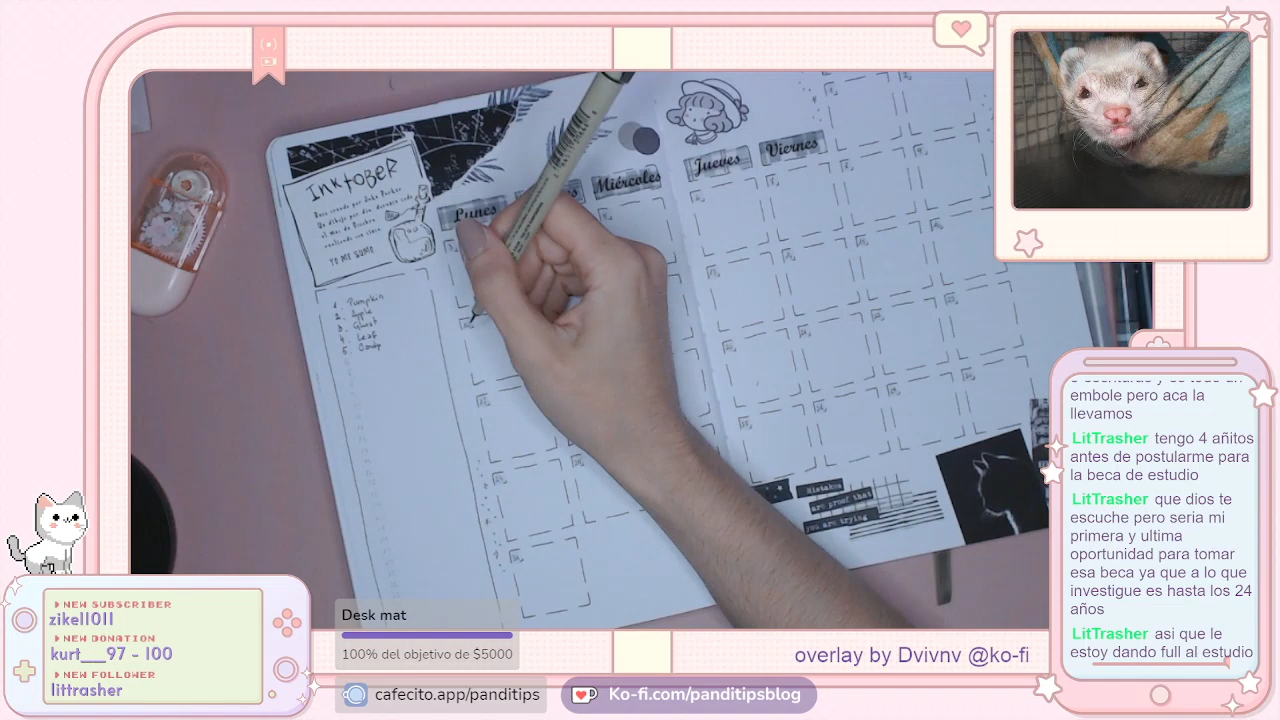 INKTOBER
YO ME SUMO
1. Pumpkin
2. Apple
3. Ghost
4. Leaf
5. Candy
Lunes
Miércoles
Jueves
Viernes
Mistakes
are proof that
you are trying
embole pero aca la
llevamos
LitTrasher tengo 4 añitos
antes de postularme para
la beca de estudio
LitTrasher que dios te
escuche pero seria mi
primera y ultima
oportunidad para tomar
esa beca ya que a lo que
investigue es hasta los 24
años
LitTrasher asi que le
estoy dando full al estudio
NEW SUBSCRIBER
zikell0ll
NEW DONATION
kurt__97 - 100
NEW FOLLOWER
littrasher
Desk mat
100% del objetivo de $5000
overlay by Dvivnv @ko-fi
cafecito.app/panditips
Ko-fi.com/panditipsblog